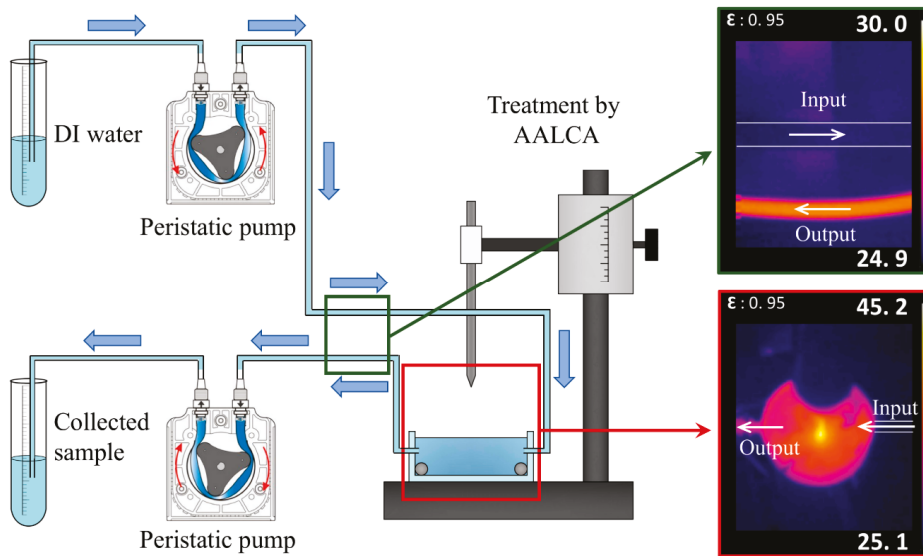 DI water
Peristatic pump
Treatment by
AALCA
ε: 0.95
30.0
Input
Output
24.9
Collected
sample
Peristatic pump
ε: 0.95
45.2
Input
Output
25.1